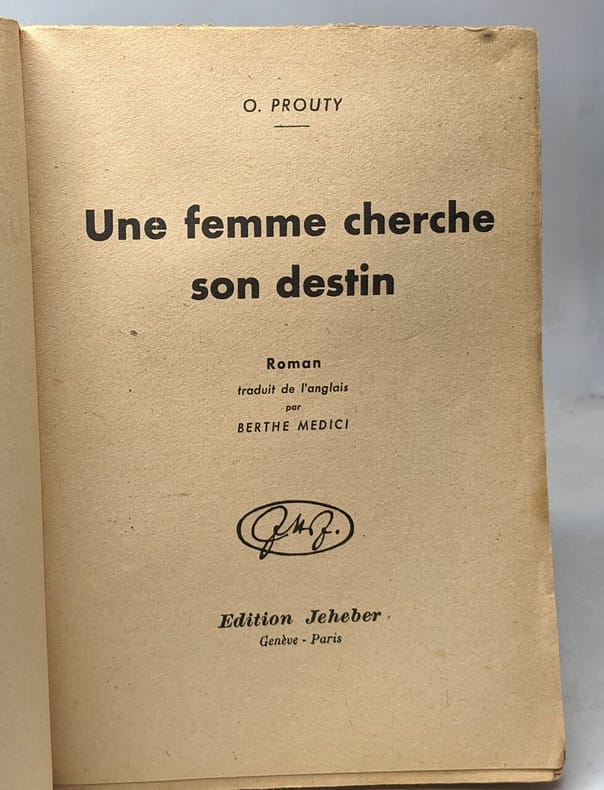 O. PROUTY
Une femme cherche
son destin
Roman
traduit de l'anglais
par
BERTHE MEDICI
Edition Jeheber
Genève - Paris